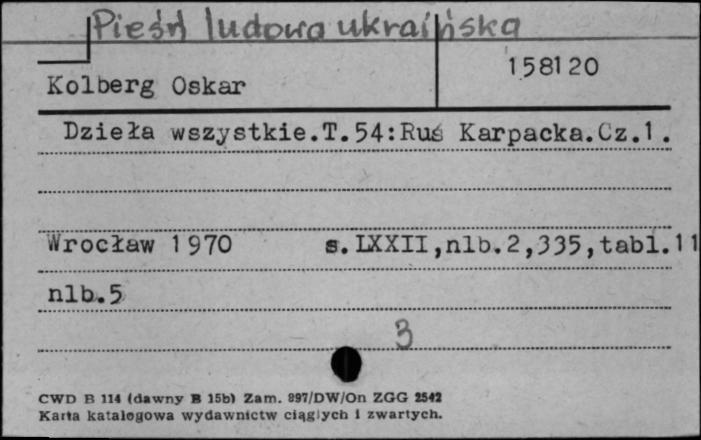 Pieśń ludowa ukraińska
158120
Kolberg Oskar
Dzieła wszystkie.T.54:Ruś Karpacka.Cz.1.
Wrocław 1970 s.LXXII,nlb.2,335,tabl.11
nlb.5
3
CWD B 114 (dawny B 15b) Zam. 897/DW/On ZGG 2542
Karta katalogowa wydawnictw ciągłych i zwartych.